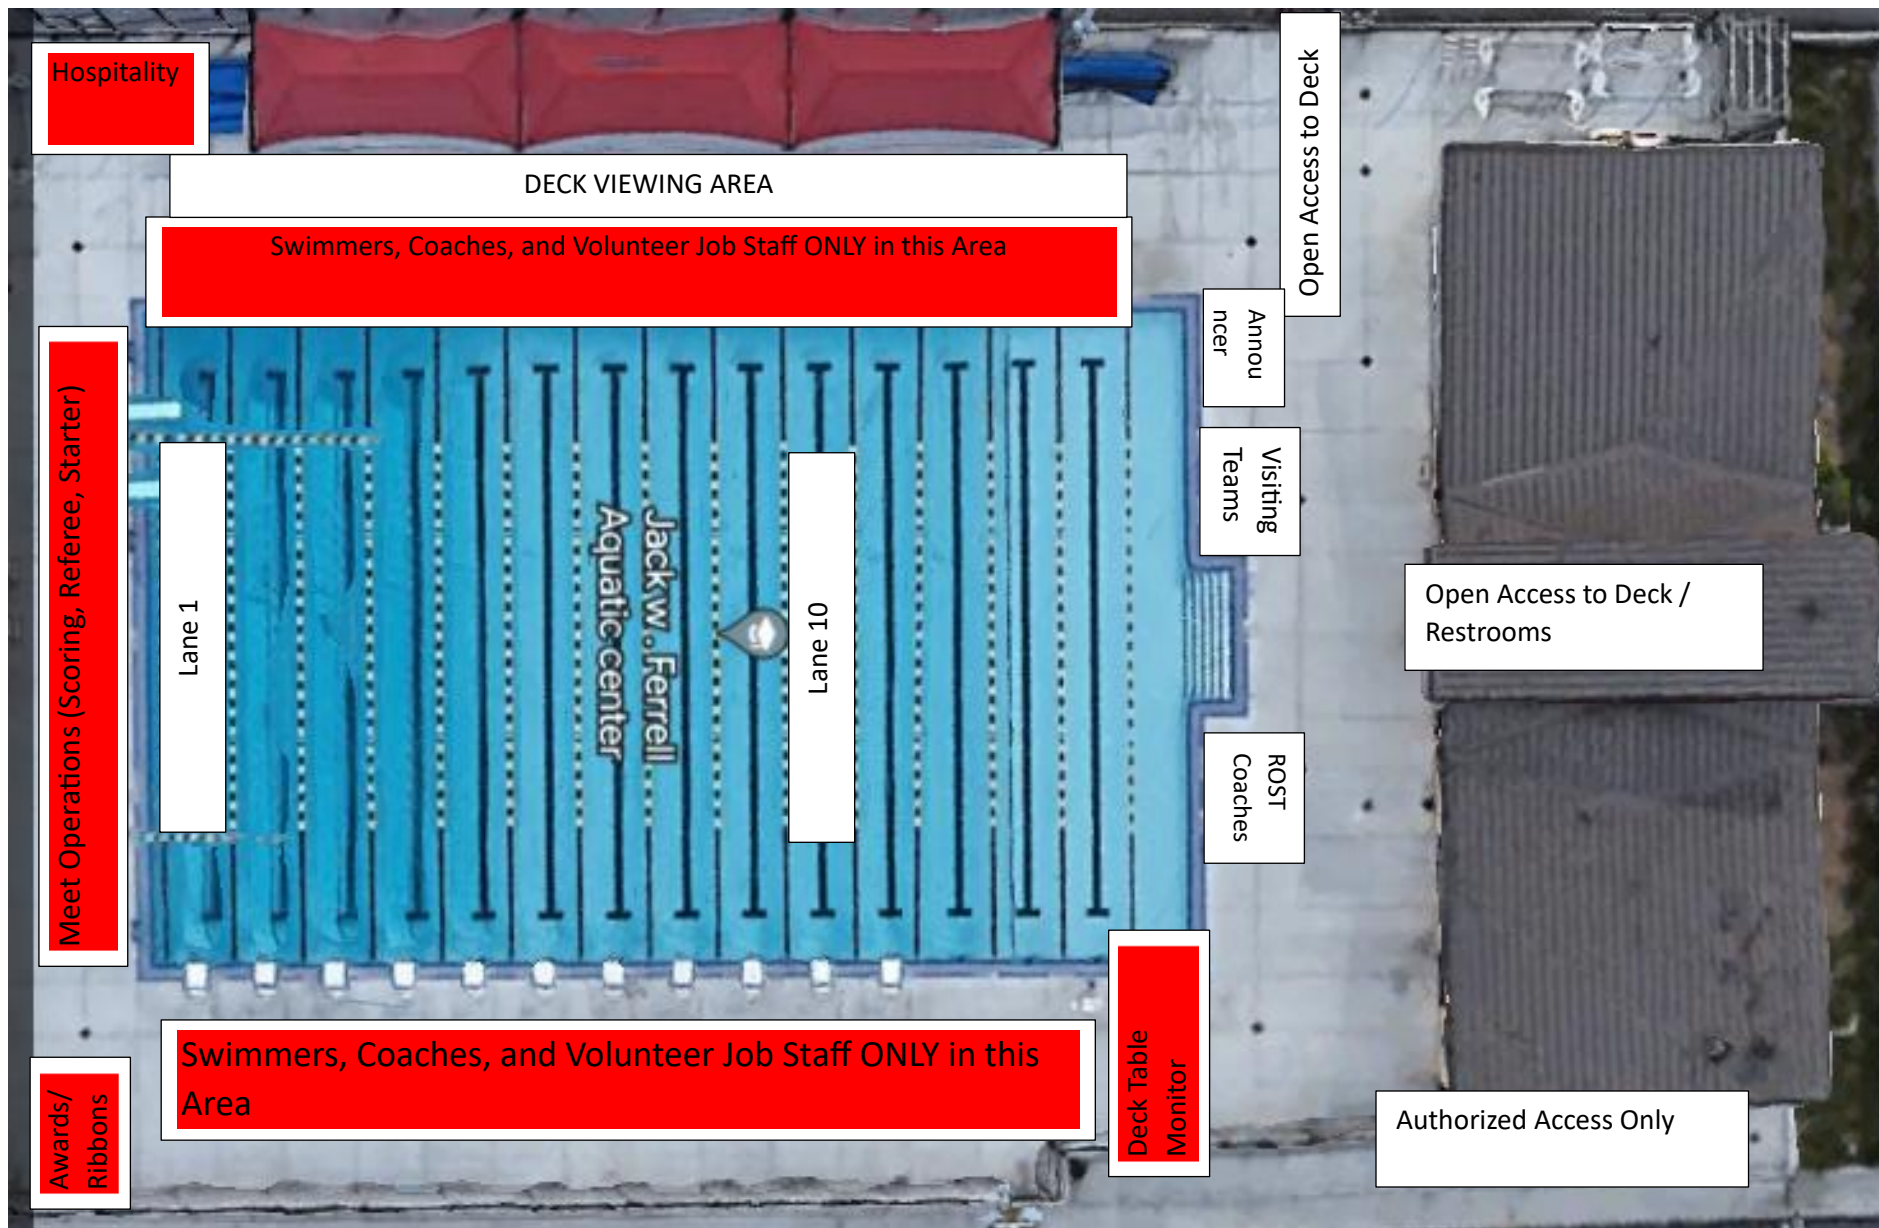 Hospitality
Open Access to Deck
DECK VIEWING AREA
Swimmers, Coaches, and Volunteer Job Staff ONLY in this Area
Annou
ncer
Meet Operations (Scoring, Referee, Starter)
Visiting
Teams
Lane 1
Jack w. Ferrell
Aquatic center
Lane 10
Open Access to Deck /
Restrooms
ROST
Coaches
Swimmers, Coaches, and Volunteer Job Staff ONLY in this
Area
Deck Table
Monitor
Awards/
Ribbons
Authorized Access Only